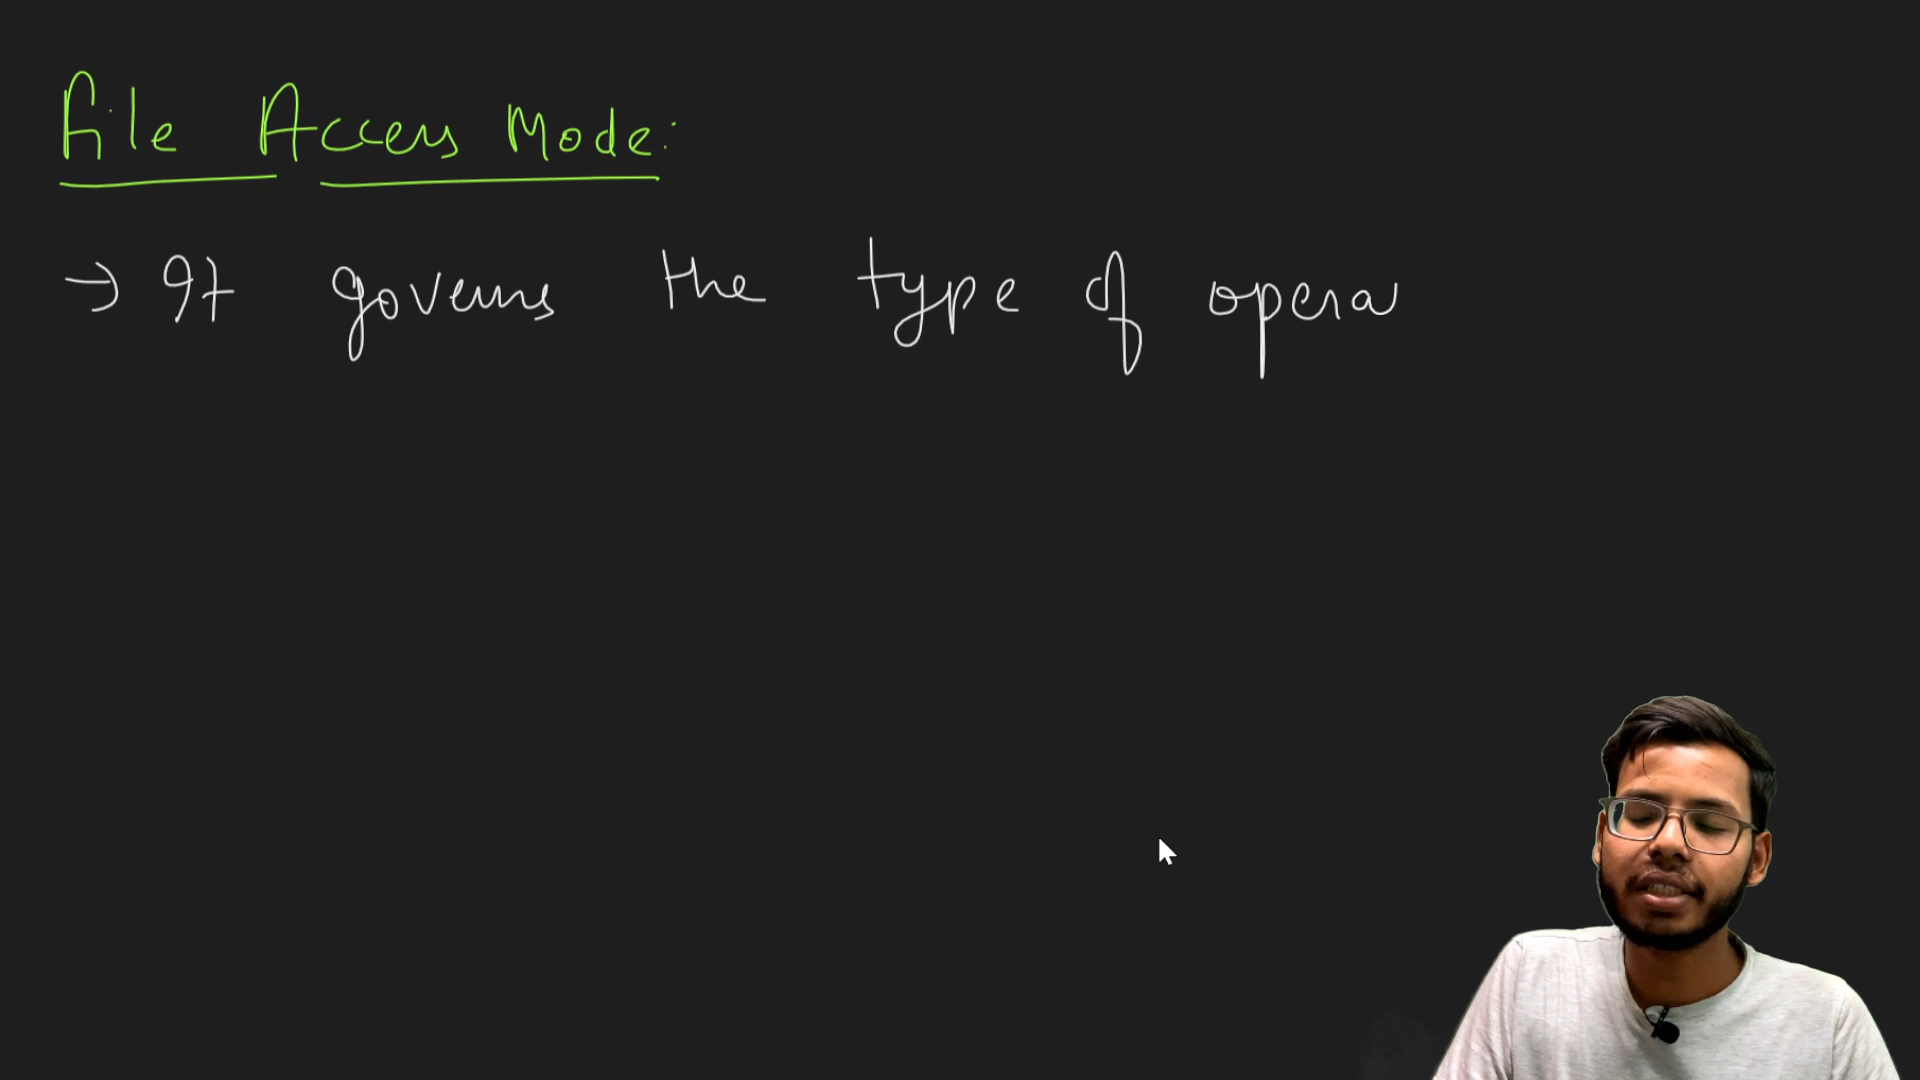 File Access Mode:
→ It governs the type of opera